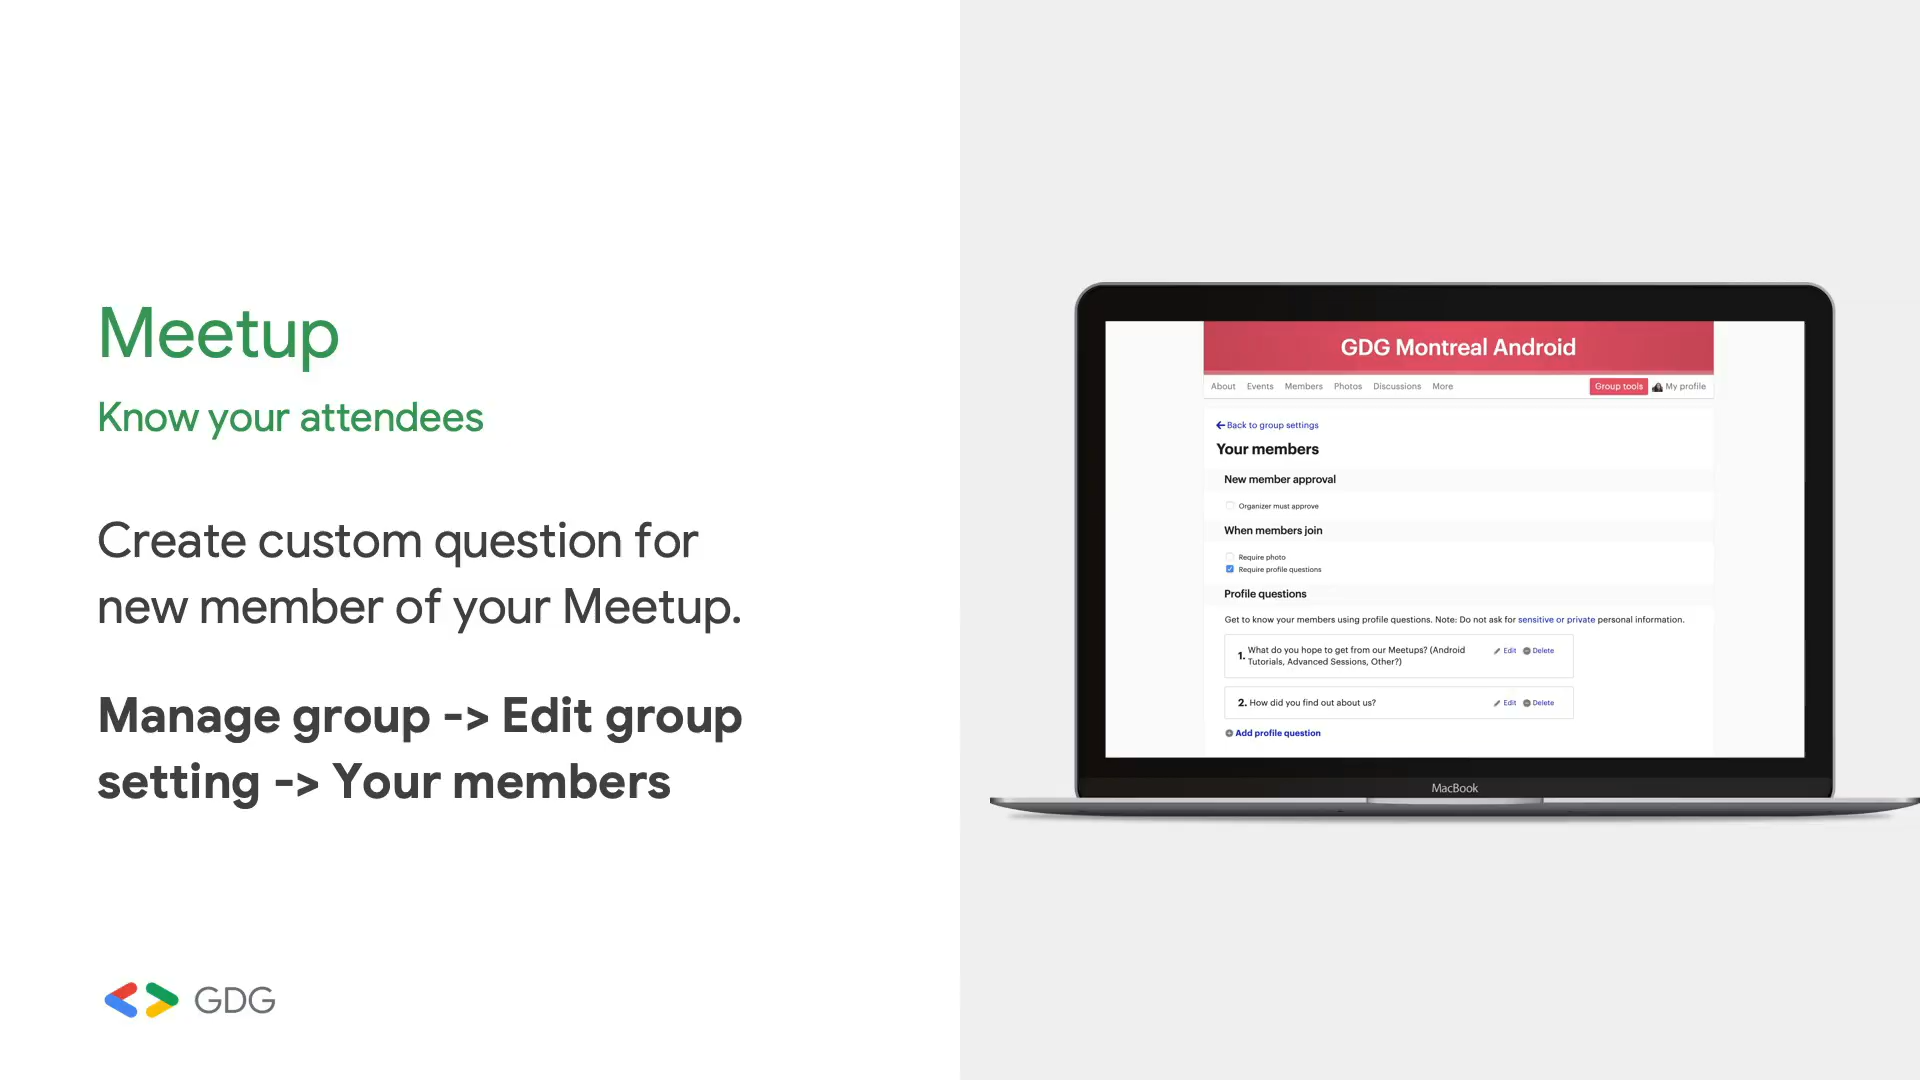 Meetup
Know your attendees
Create custom question for
new member of your Meetup.
Manage group -> Edit group
setting -> Your members
GDG
GDG Montreal Android
About Events Members Photos Discussions More Group tools My profile
Back to group settings
Your members
New member approval
Organizer must approve
When members join
Require photo
Require profile questions
Profile questions
Get to know your members using profile questions. Note: Do not ask for sensitive or private personal information.
1. What do you hope to get from our Meetups? (Android
Tutorials, Advanced Sessions, Other?)
Edit Delete
2. How did you find out about us? Edit Delete
Add profile question
MacBook